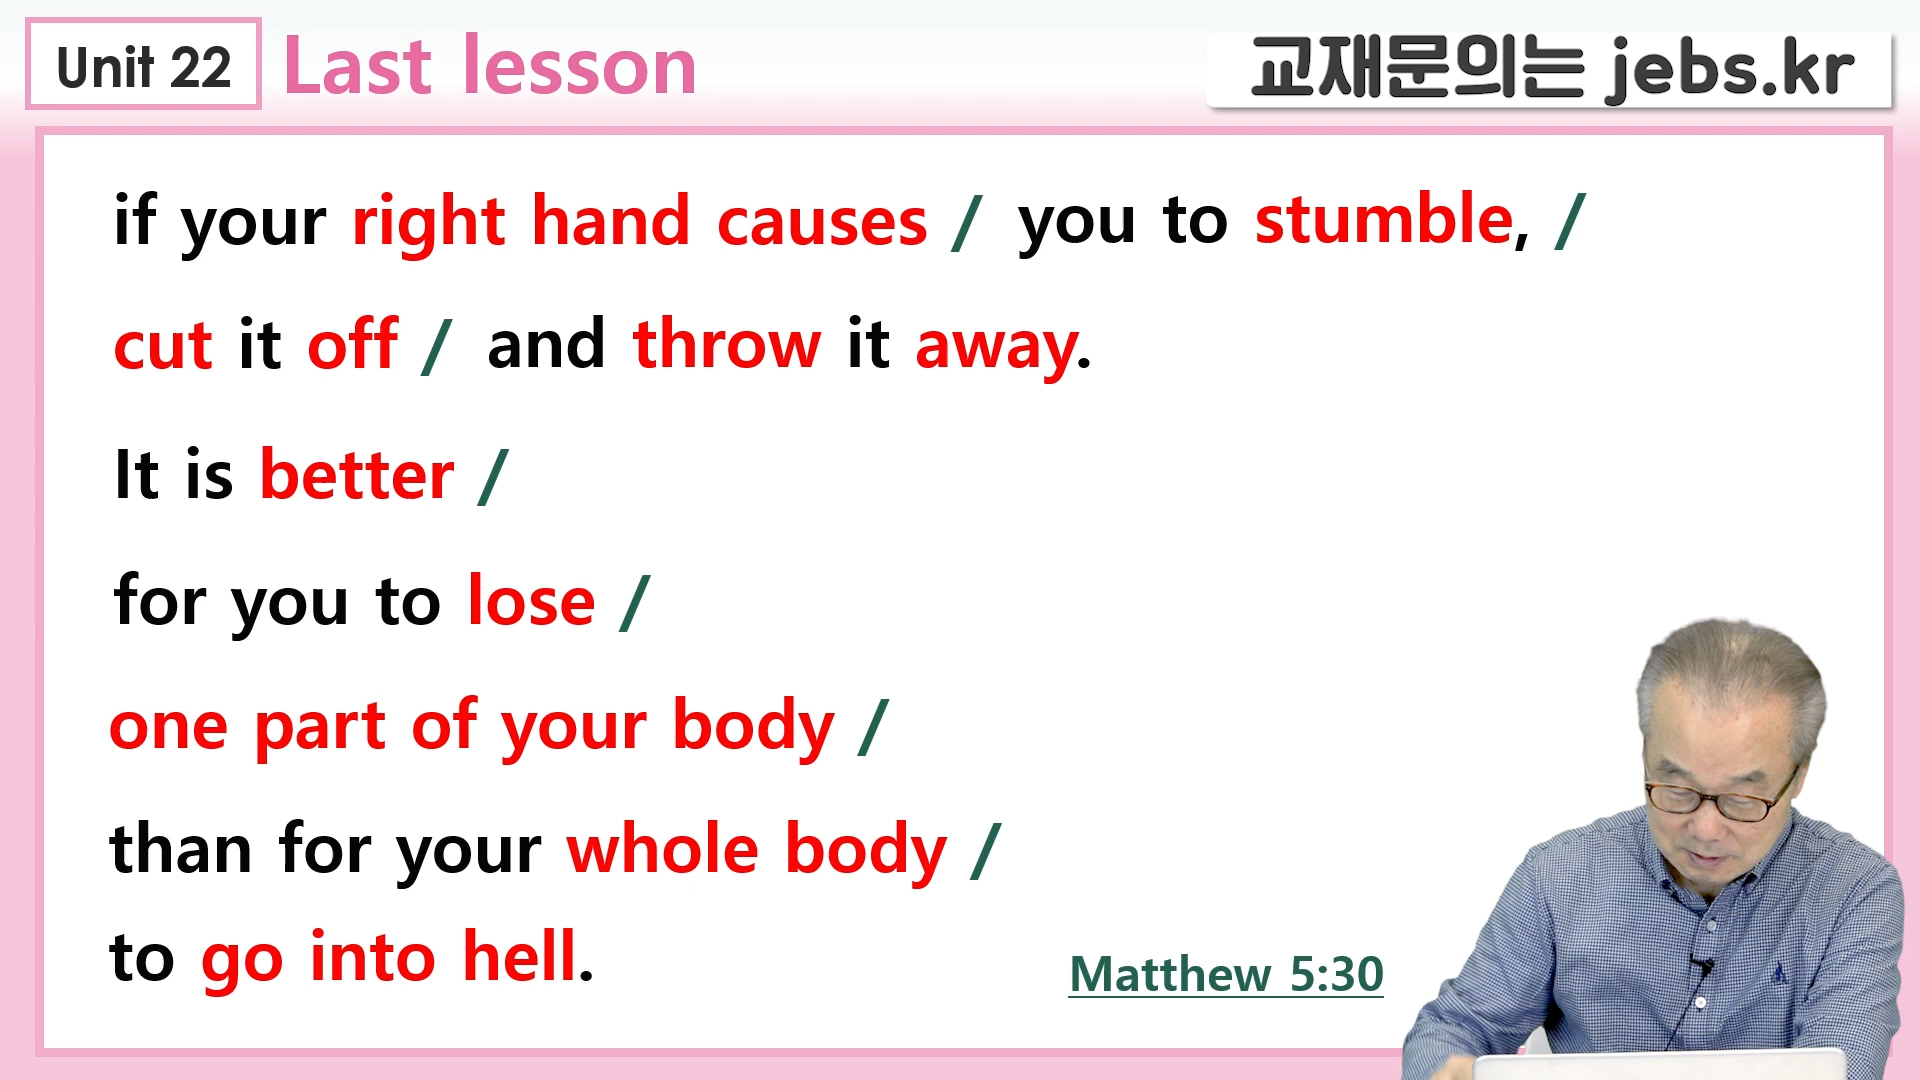 Unit 22 Last lesson
교재문의는 jebs.kr
if your right hand causes / you to stumble, /
cut it off / and throw it away.
It is better /
for you to lose /
one part of your body /
than for your whole body /
to go into hell.
Matthew 5:30